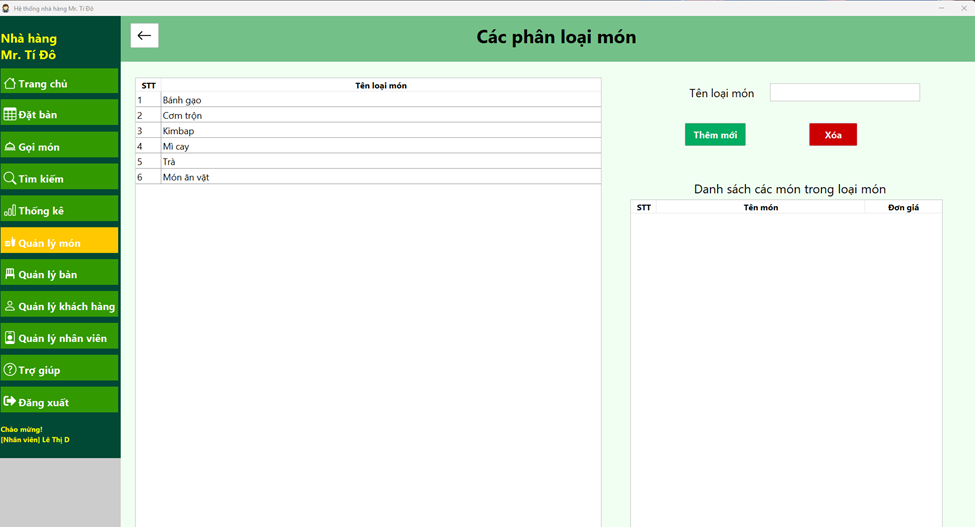 Hệ thống nhà hàng Mr. Tí Đô
Nhà hàng
Mr. Tí Đô
Trang chủ
Đặt bàn
Gọi món
Tìm kiếm
Thống kê
Quản lý món
Quản lý bàn
Quản lý khách hàng
Quản lý nhân viên
Trợ giúp
Đăng xuất
Chào mừng!
[Nhân viên] Lê Thị D
Các phân loại món
STT Tên loại món
1 Bánh gạo
2 Cơm trộn
3 Kimbap
4 Mì cay
5 Trà
6 Món ăn vặt
Tên loại món
Thêm mới Xóa
Danh sách các món trong loại món
STT Tên món Đơn giá